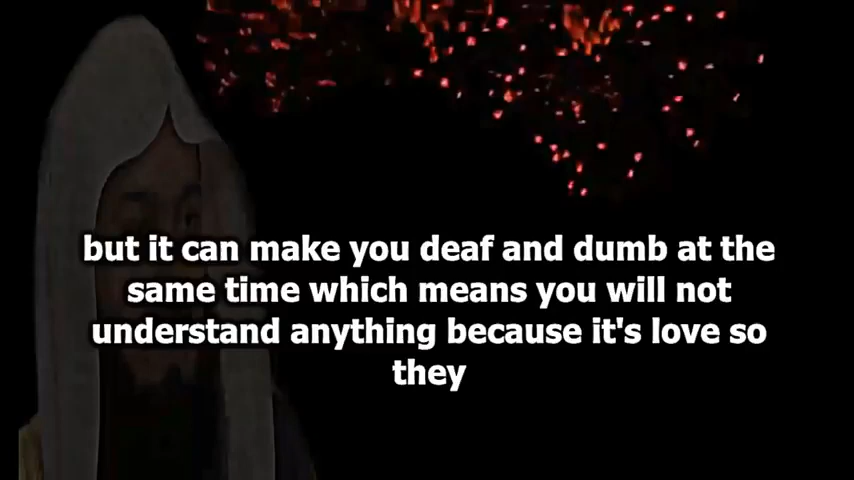 but it can make you deaf and dumb at the
same time which means you will not
understand anything because it's love so
they